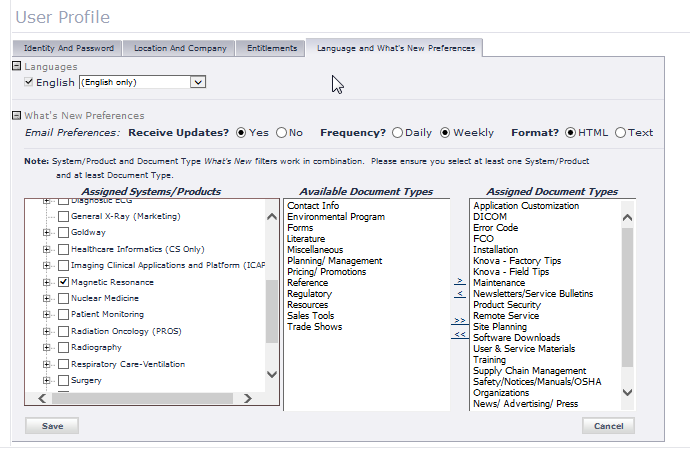 User Profile
Identity And Password Location And Company Entitlements Language and What's New Preferences
Languages
English (English only)
What's New Preferences
Email Preferences: Receive Updates? Yes No Frequency? Daily Weekly Format? HTML Text
Note: System/Product and Document Type What's New filters work in combination. Please ensure you select at least one System/Product
and at least Document Type.
Assigned Systems/Products
Diagnostic ECG
General X-Ray (Marketing)
Goldway
Healthcare Informatics (CS Only)
Imaging Clinical Applications and Platform (ICAP
Magnetic Resonance
Nuclear Medicine
Patient Monitoring
Radiation Oncology (PROS)
Radiography
Respiratory Care-Ventilation
Surgery
Available Document Types
Contact Info
Environmental Program
Forms
Literature
Miscellaneous
Planning/ Management
Pricing/ Promotions
Reference
Regulatory
Resources
Sales Tools
Trade Shows
>
<
>>
<<
Assigned Document Types
Application Customization
DICOM
Error Code
FCO
Installation
Knova - Factory Tips
Knova - Field Tips
Maintenance
Newsletters/Service Bulletins
Product Security
Remote Service
Site Planning
Software Downloads
User & Service Materials
Training
Supply Chain Management
Safety/Notices/Manuals/OSHA
Organizations
News/ Advertising/ Press
Save
Cancel